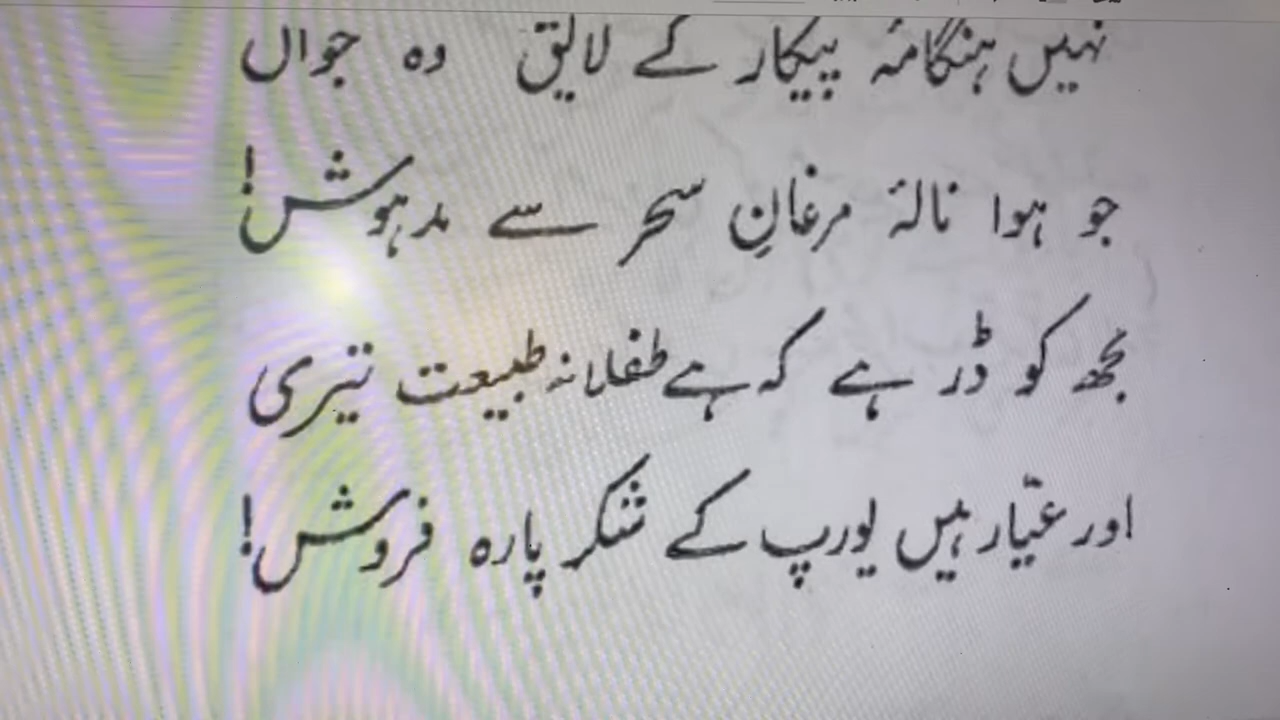 نہیں ہنگامۂ پیکار کے لائق وہ جواں
جو ہوا نالۂ مرغانِ سحر سے مدہوش!
مجھ کو ڈر ہے کہ ہے طفلانہ طبیعت تیری
اور عیّار ہیں یورپ کے شکر پارہ فروش!